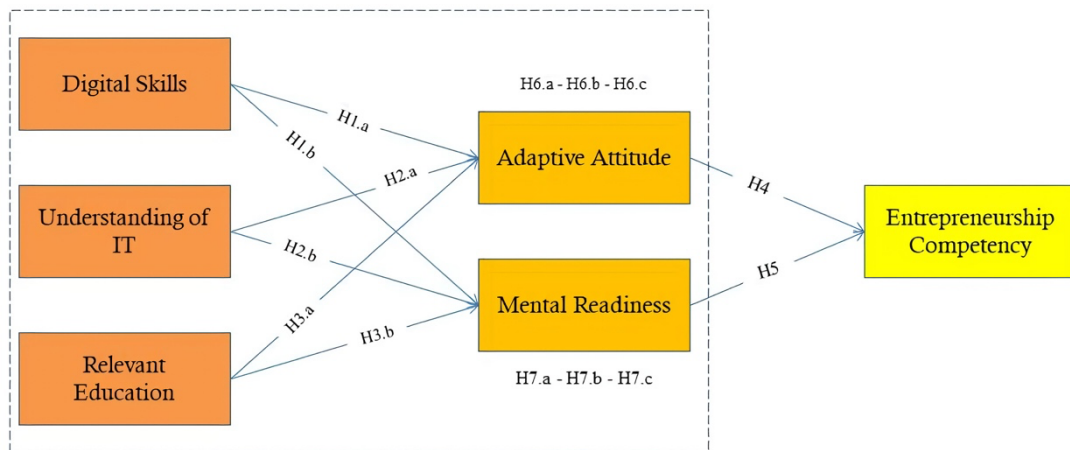 Digital Skills
Understanding of
IT
Relevant
Education
H1.a
H1.b
H2.a
H2.b
H3.a
H3.b
H6.a - H6.b - H6.c
Adaptive Attitude
Mental Readiness
H7.a - H7.b - H7.c
H4
H5
Entrepreneurship
Competency